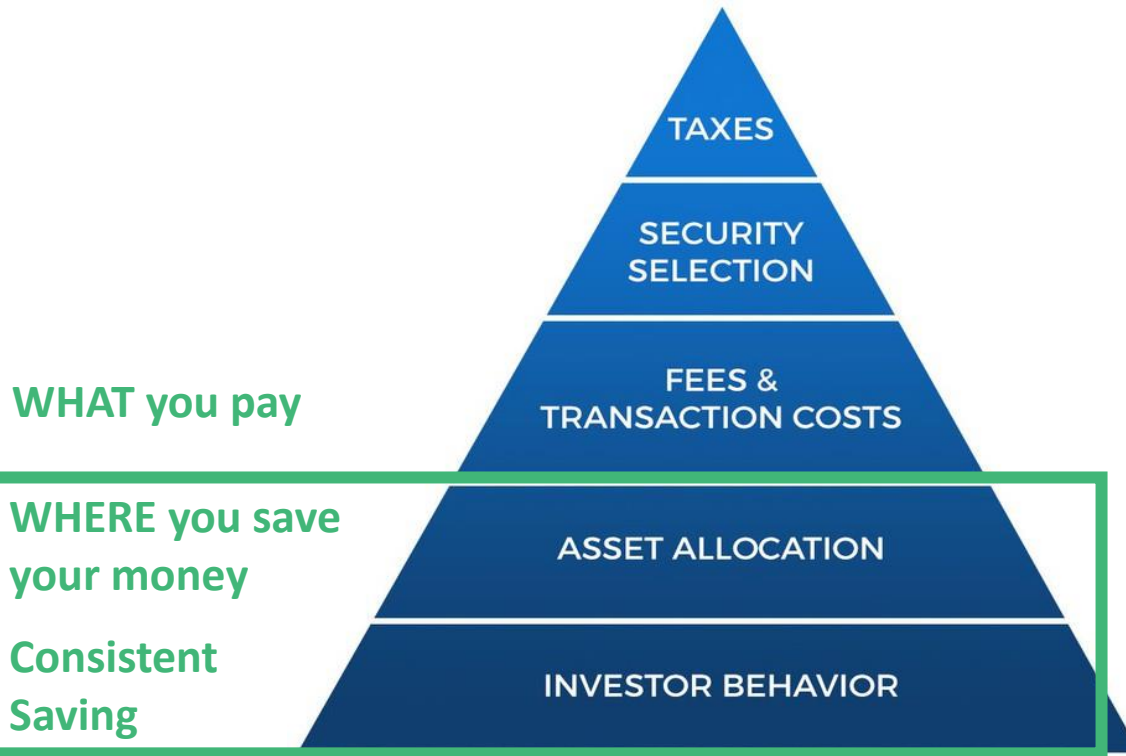 TAXES
SECURITY
SELECTION
WHAT you pay
FEES &
TRANSACTION COSTS
WHERE you save
your money
ASSET ALLOCATION
Consistent
Saving
INVESTOR BEHAVIOR